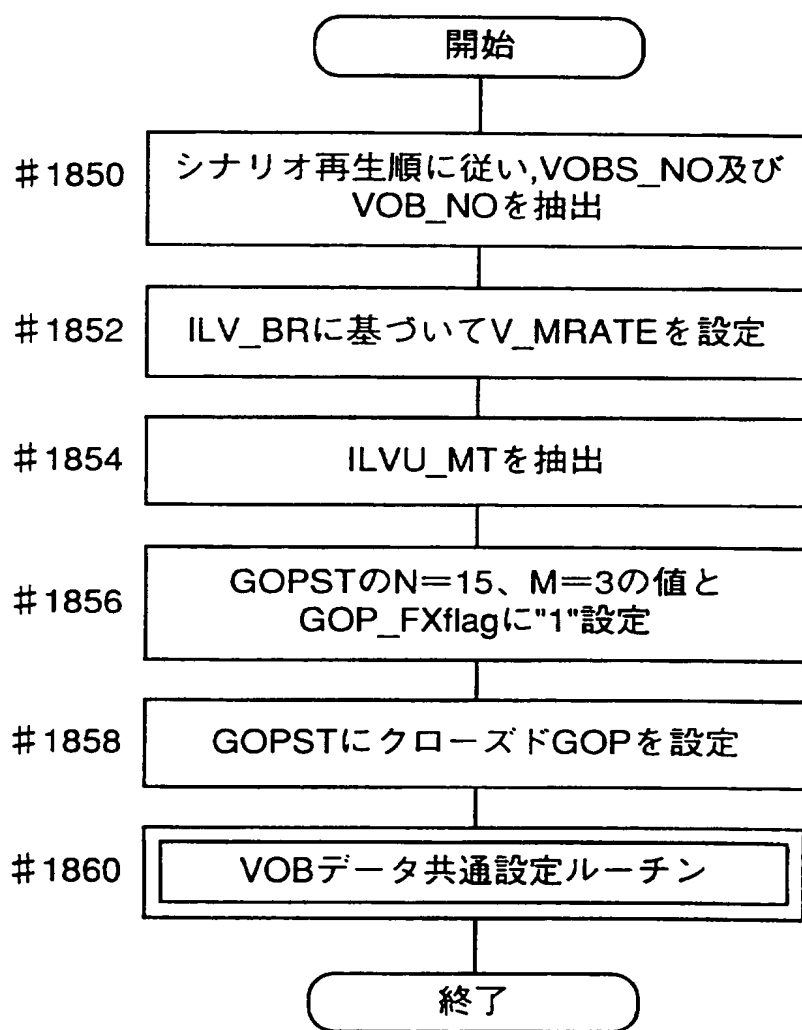 開始
#1850
シナリオ再生順に従い,VOBS_NO及び
VOB_NOを抽出
#1852
ILV_BRに基づいてV_MRATEを設定
#1854
ILVU_MTを抽出
#1856
GOPSTのN=15、M=3の値と
GOP_FXflagに"1"設定
#1858
GOPSTにクローズドGOPを設定
#1860
VOBデータ共通設定ルーチン
終了